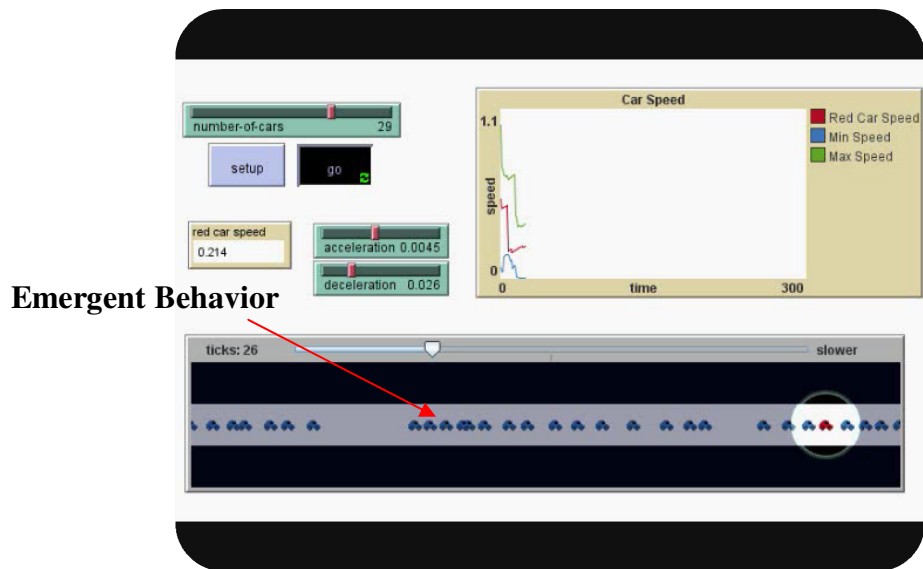 Car Speed
1.1
Red Car Speed
Min Speed
Max Speed
number-of-cars 29
setup
go
speed
red car speed
0.214
acceleration 0.0045
deceleration 0.026
0
0 time 300
Emergent Behavior
ticks: 26 slower